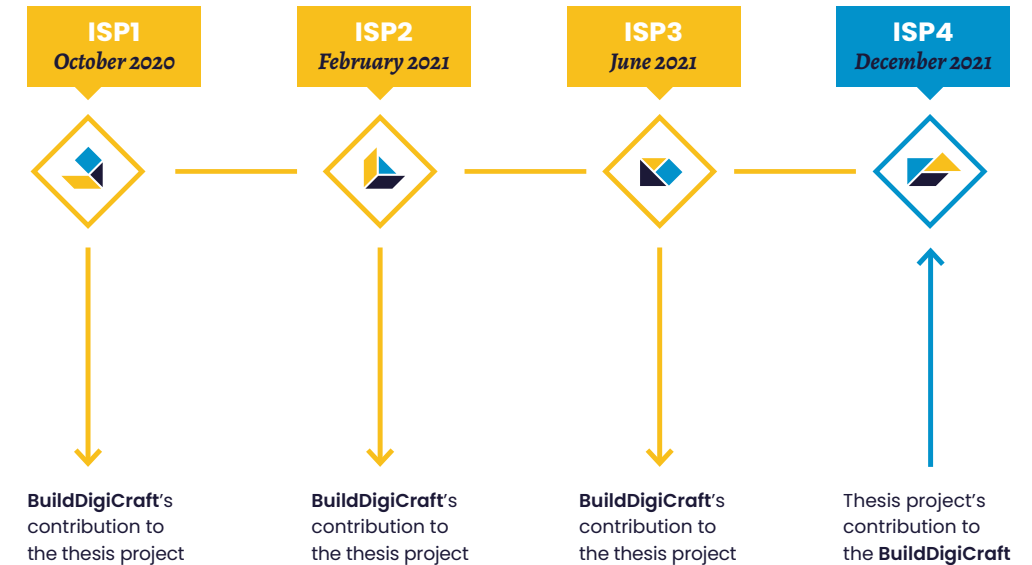 ISP1
October 2020
ISP2
February 2021
ISP3
June 2021
ISP4
December 2021
BuildDigiCraft's
contribution to
the thesis project
BuildDigiCraft's
contribution to
the thesis project
BuildDigiCraft's
contribution to
the thesis project
Thesis project's
contribution to
the BuildDigiCraft